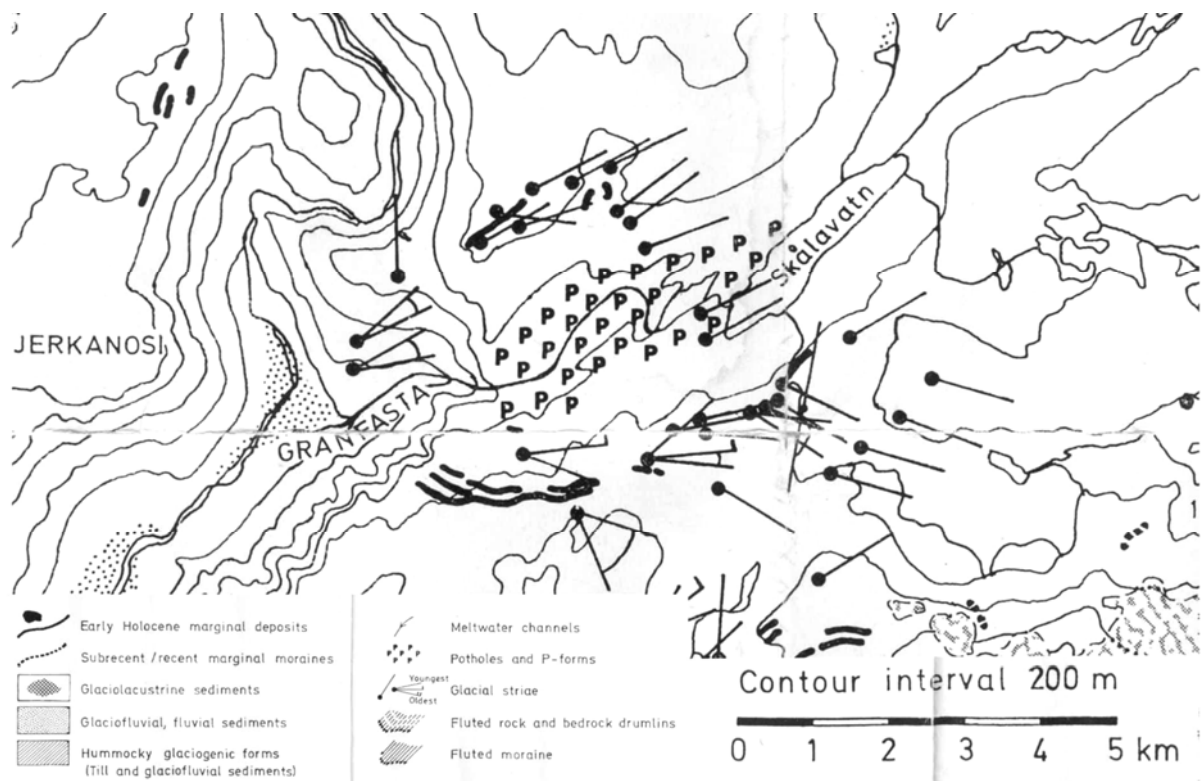 Skålavatn
P
P P
P P P
P P P P P
P P P P P
P P P P P P
JERKANOSI
P P P P
P P P
GRANFASTA
1
Early Holocene marginal deposits
Subrecent/recent marginal moraines
Glaciolacustrine sediments
Glaciofluvial, fluvial sediments
Hummocky glaciogenic forms
(Till and glaciofluvial sediments)
Meltwater channels
Potholes and P-forms
Youngest
Oldest
Glacial striae
Fluted rock and bedrock drumlins
Fluted moraine
Contour interval 200 m
0 1 2 3 4 5 km